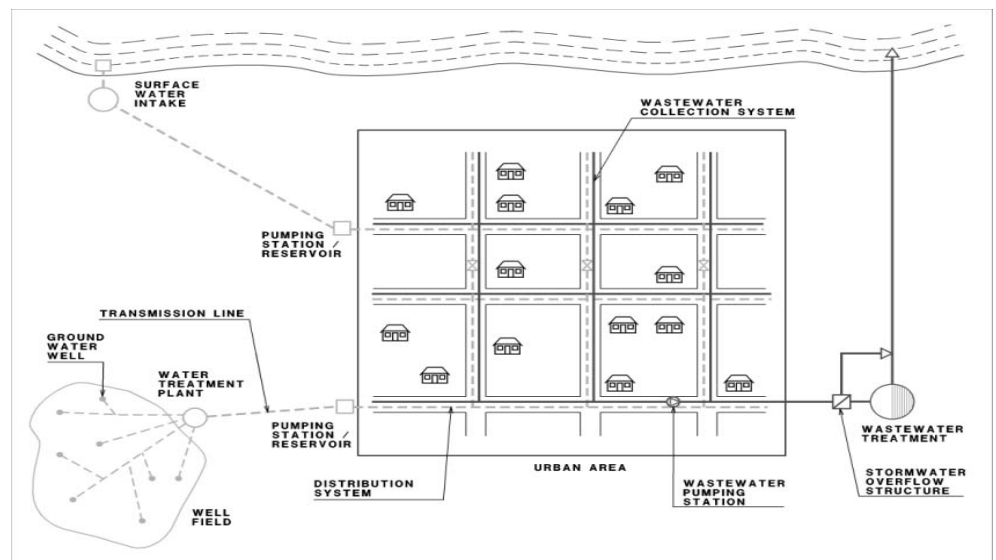 SURFACE
WATER
INTAKE
WASTEWATER
COLLECTION SYSTEM
PUMPING
STATION /
RESERVOIR
TRANSMISSION LINE
GROUND
WATER
WELL
WATER
TREATMENT
PLANT
PUMPING
STATION /
RESERVOIR
WASTEWATER
TREATMENT
URBAN AREA
DISTRIBUTION
SYSTEM
WASTEWATER
PUMPING
STATION
STORMWATER
OVERFLOW
STRUCTURE
WELL
FIELD